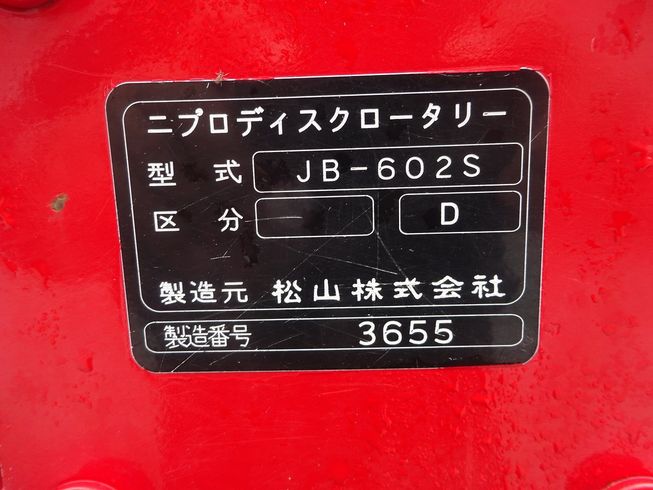 ニプロディスクロータリー
型式 JB-602S
区分 D
製造元 松山株式会社
製造番号 3655